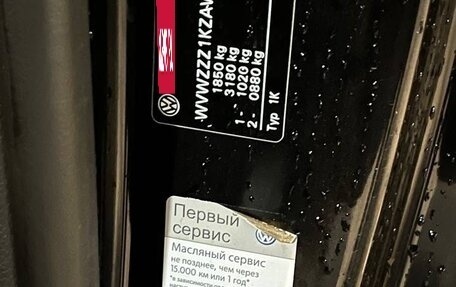 WVWZZZ1KZAW
1850 kg
3180 kg
1- 1020 kg
2- 0880 kg
Typ 1K
Первый
сервис
Масляный сервис
не позднее, чем через
15.000 км или 1 год*
*в зависимости